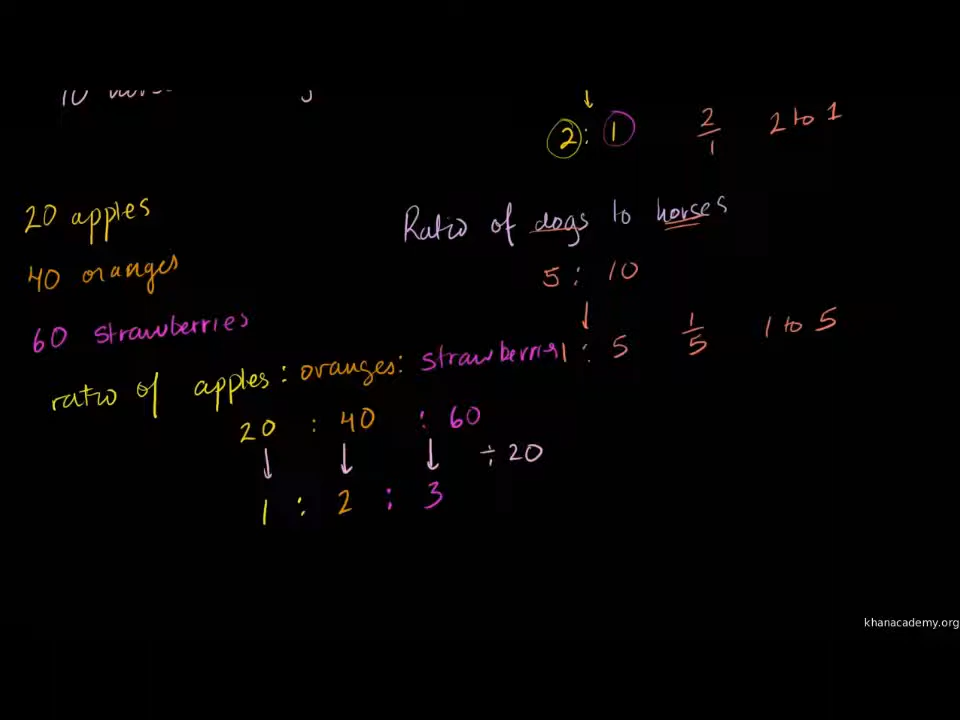 10
2 : 1 2/1 2 to 1
20 apples
Ratio of dogs to horses
40 oranges
5 : 10
60 strawberries
1 : 5 1/5 1 to 5
ratio of apples : oranges : strawberries
20 : 40 : 60
÷ 20
1 : 2 : 3
khanacademy.org